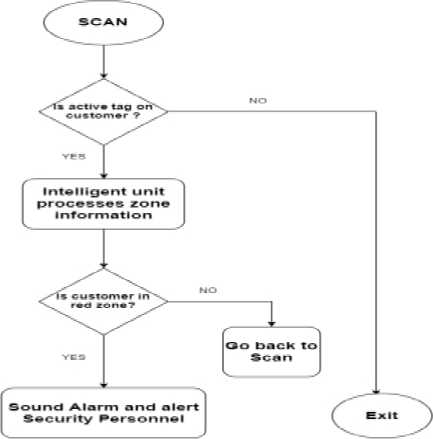 SCAN
Is active tag on
customer ?
NO
YES
Intelligent unit
processes zone
information
Is customer in
red zone?
NO
Go back to
Scan
YES
Sound Alarm and alert
Security Personnel
Exit